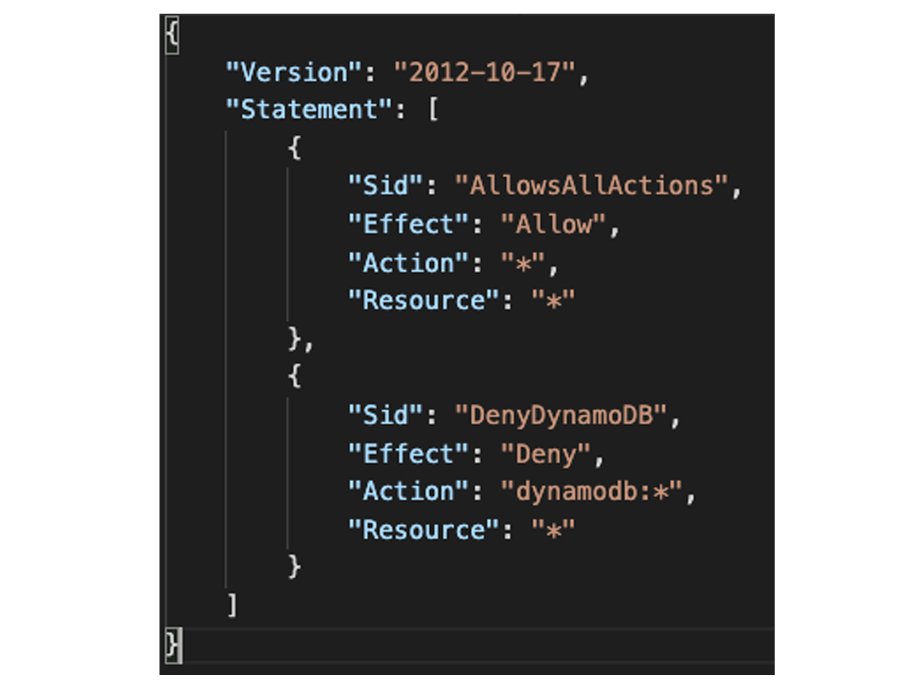 {
    "Version": "2012-10-17",
    "Statement": [
        {
            "Sid": "AllowsAllActions",
            "Effect": "Allow",
            "Action": "*",
            "Resource": "*"
        },
        {
            "Sid": "DenyDynamoDB",
            "Effect": "Deny",
            "Action": "dynamodb:*",
            "Resource": "*"
        }
    ]
}